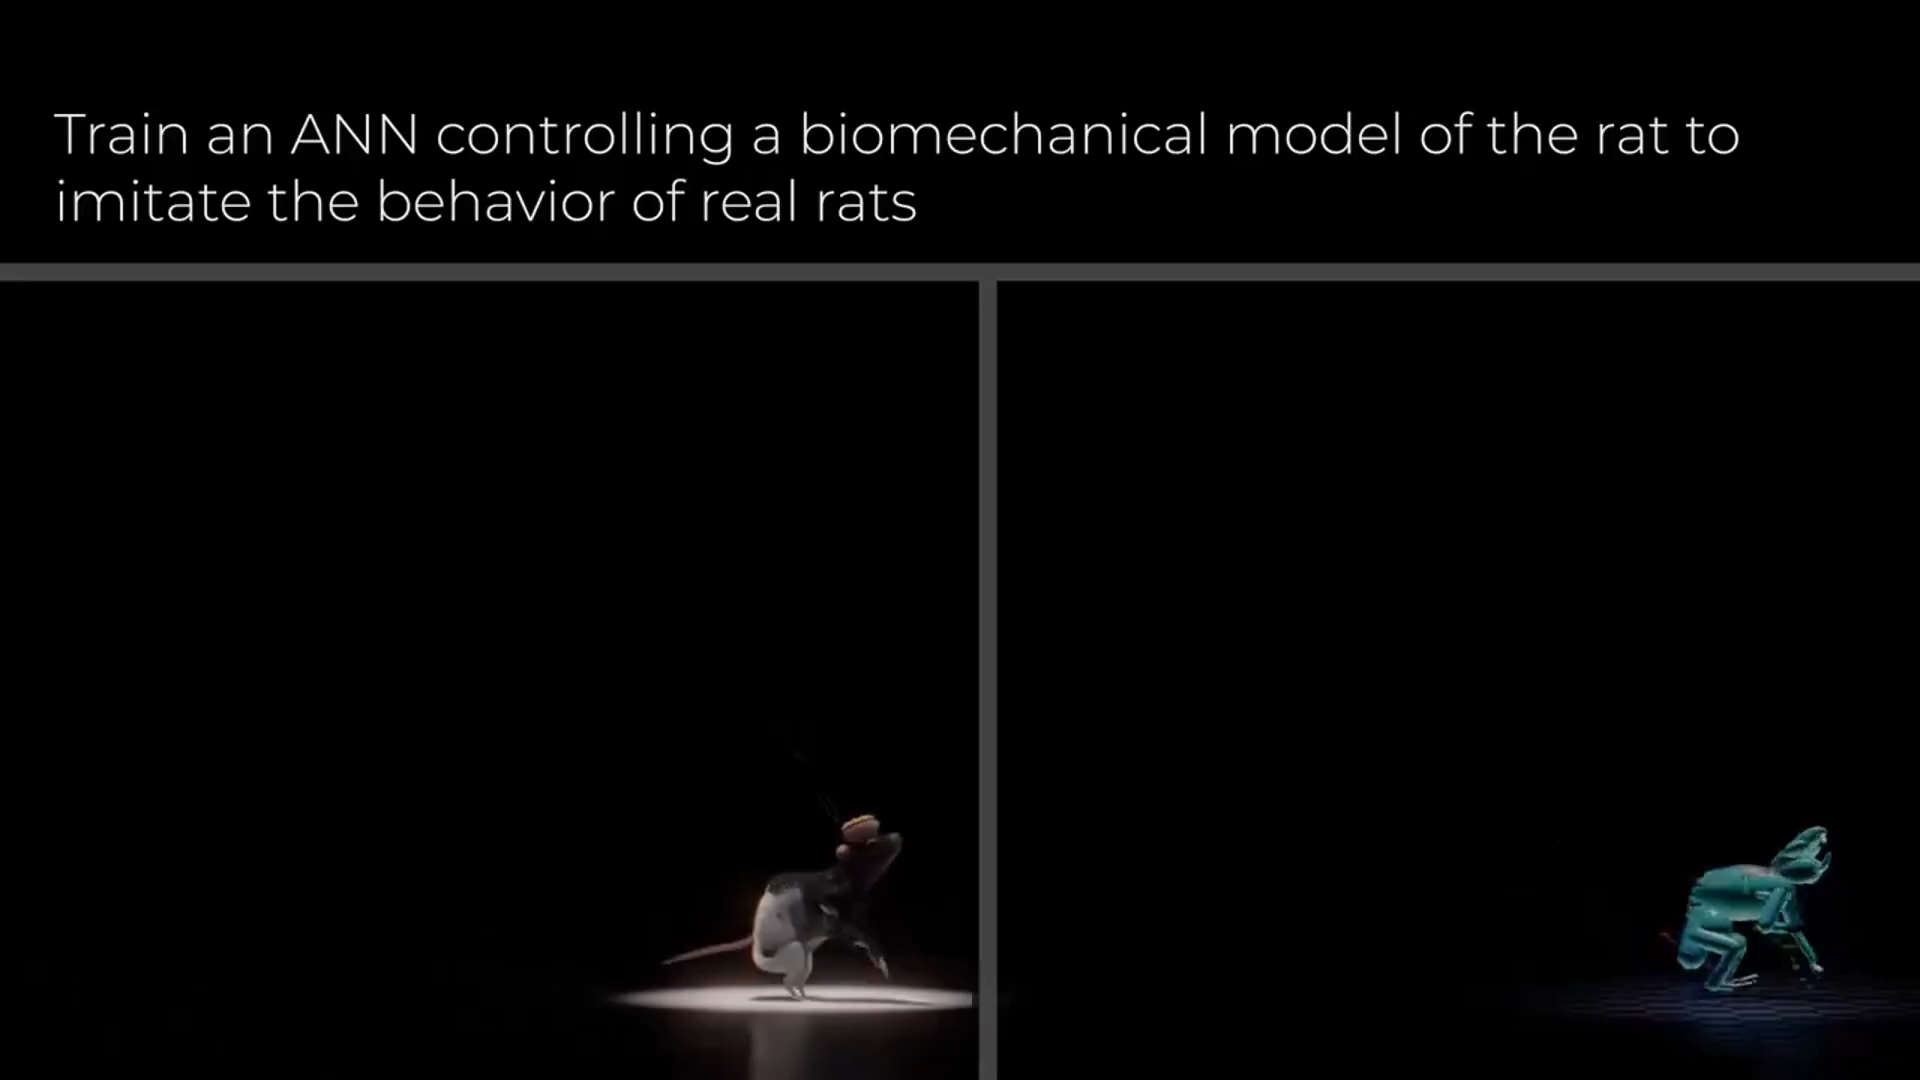 Train an ANN controlling a biomechanical model of the rat to
imitate the behavior of real rats